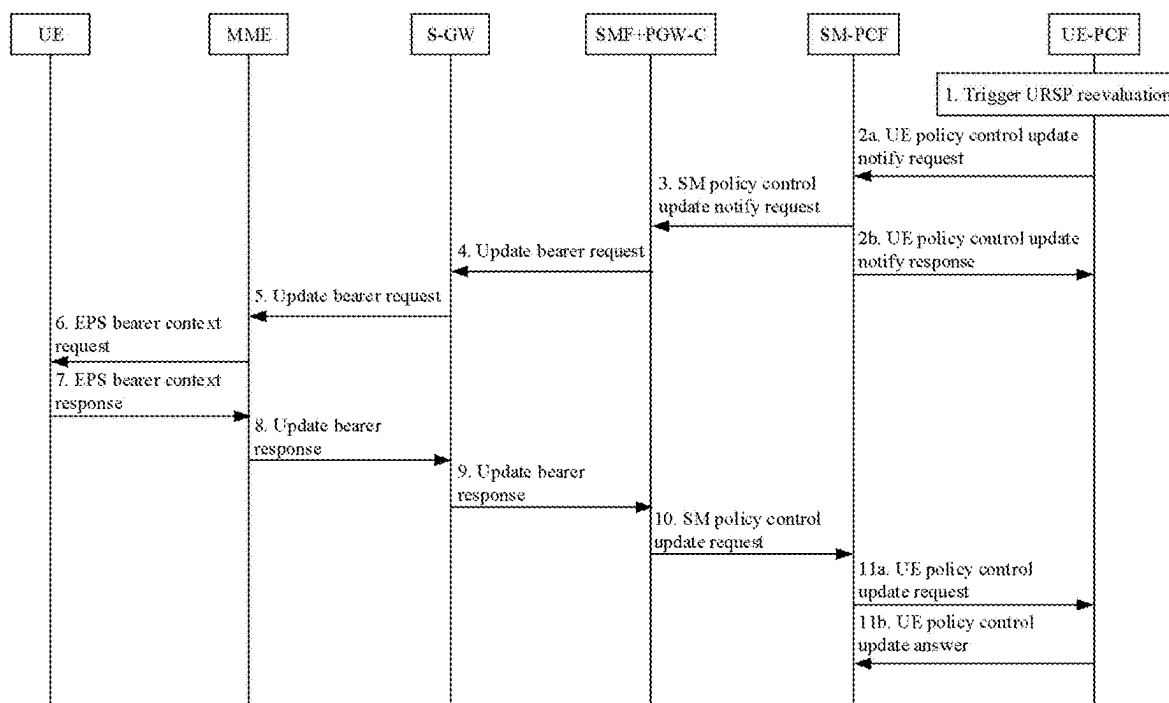 UE
MME
S-GW
SMF+PGW-C
SM-PCF
UE-PCF
1. Trigger URSP reevaluation
2a. UE policy control update
notify request
3. SM policy control
update notify request
2b. UE policy control update
notify response
4. Update bearer request
5. Update bearer request
6. EPS bearer context
request
7. EPS bearer context
response
8. Update bearer
response
9. Update bearer
response
10. SM policy control
update request
11a. UE policy control
update request
11b. UE policy control
update answer